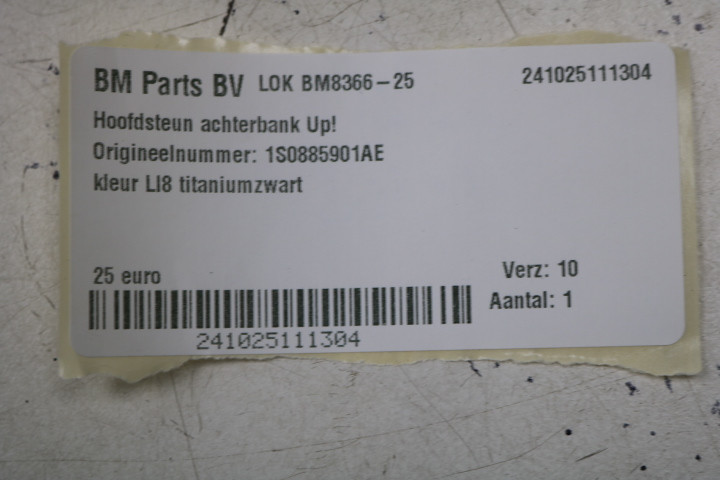 BM Parts BV LOK BM8366-25 241025111304
Hoofdsteun achterbank Up!
Origineelnummer: 1S0885901AE
kleur LI8 titaniumzwart
25 euro Verz: 10
Aantal: 1
241025111304